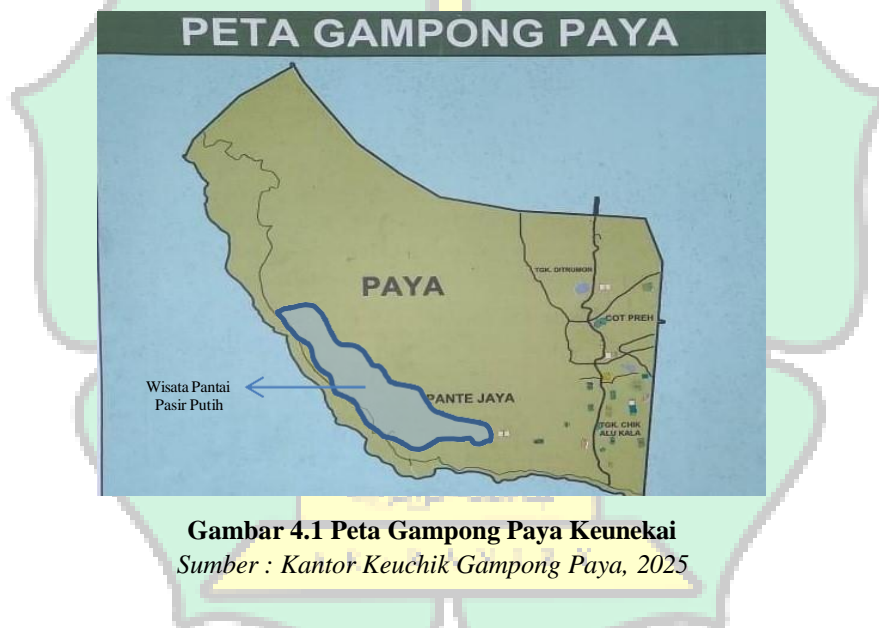 PETA GAMPONG PAYA
TGK. DITRUMON
PAYA
COT PREH
Wisata Pantai
Pasir Putih
PANTE JAYA
TGK. CHIK
ALU KALA
Gambar 4.1 Peta Gampong Paya Keunekai
Sumber : Kantor Keuchik Gampong Paya, 2025